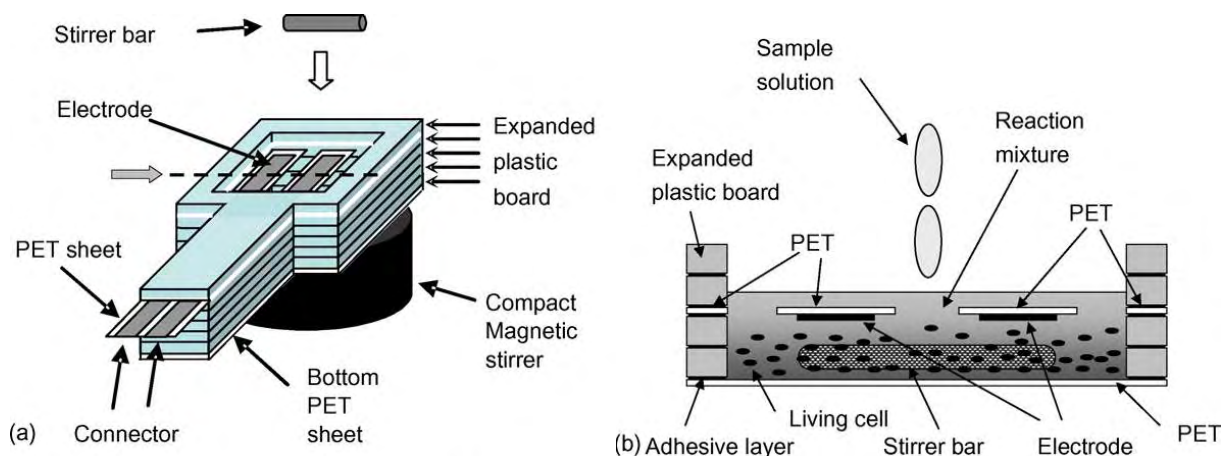 Stirrer bar
Electrode
Expanded
plastic
board
PET sheet
Compact
Magnetic
stirrer
Bottom
PET
sheet
Connector
(a)
Sample
solution
Reaction
mixture
Expanded
plastic board
PET
PET
Living cell
PET
(b)
Adhesive layer
Stirrer bar
Electrode